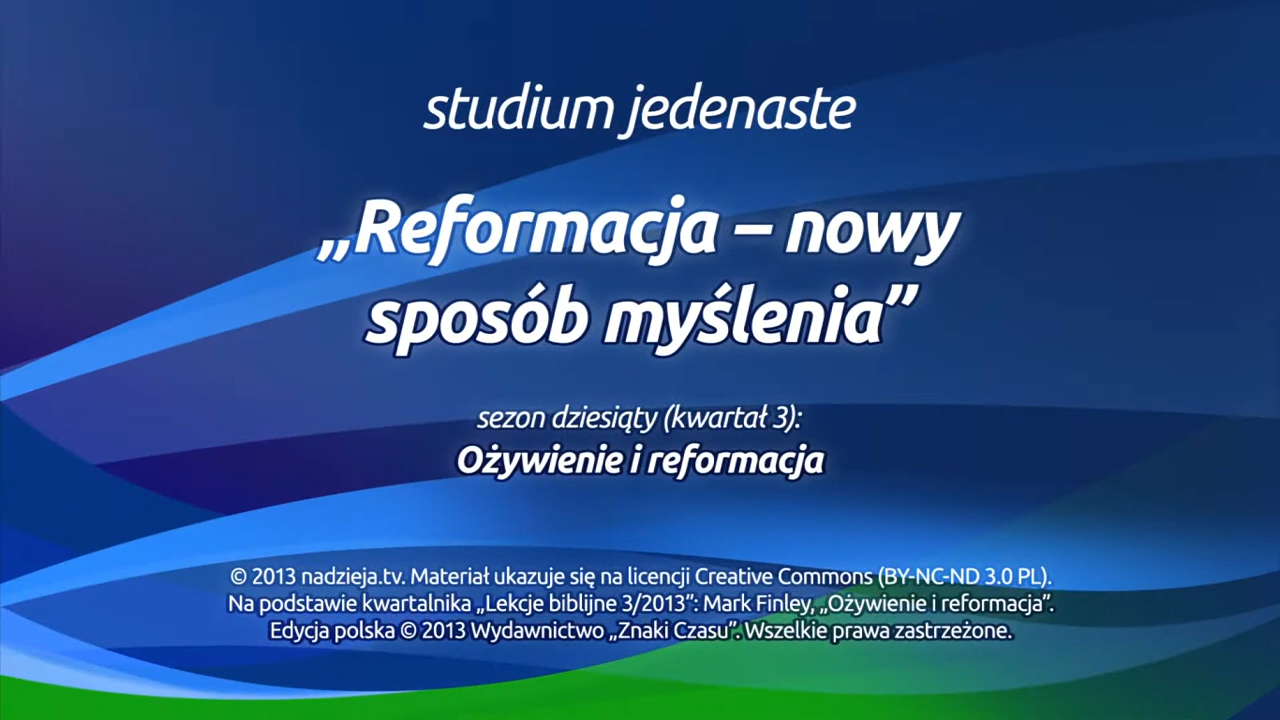 studium jedenaste
„Reformacja – nowy
sposób myślenia”
sezon dziesiąty (kwartał 3):
Ożywienie i reformacja
© 2013 nadzieja.tv. Materiał ukazuje się na licencji Creative Commons (BY-NC-ND 3.0 PL).
Na podstawie kwartalnika „Lekcje biblijne 3/2013”: Mark Finley, „Ożywienie i reformacja”.
Edycja polska © 2013 Wydawnictwo „Znaki Czasu”. Wszelkie prawa zastrzeżone.